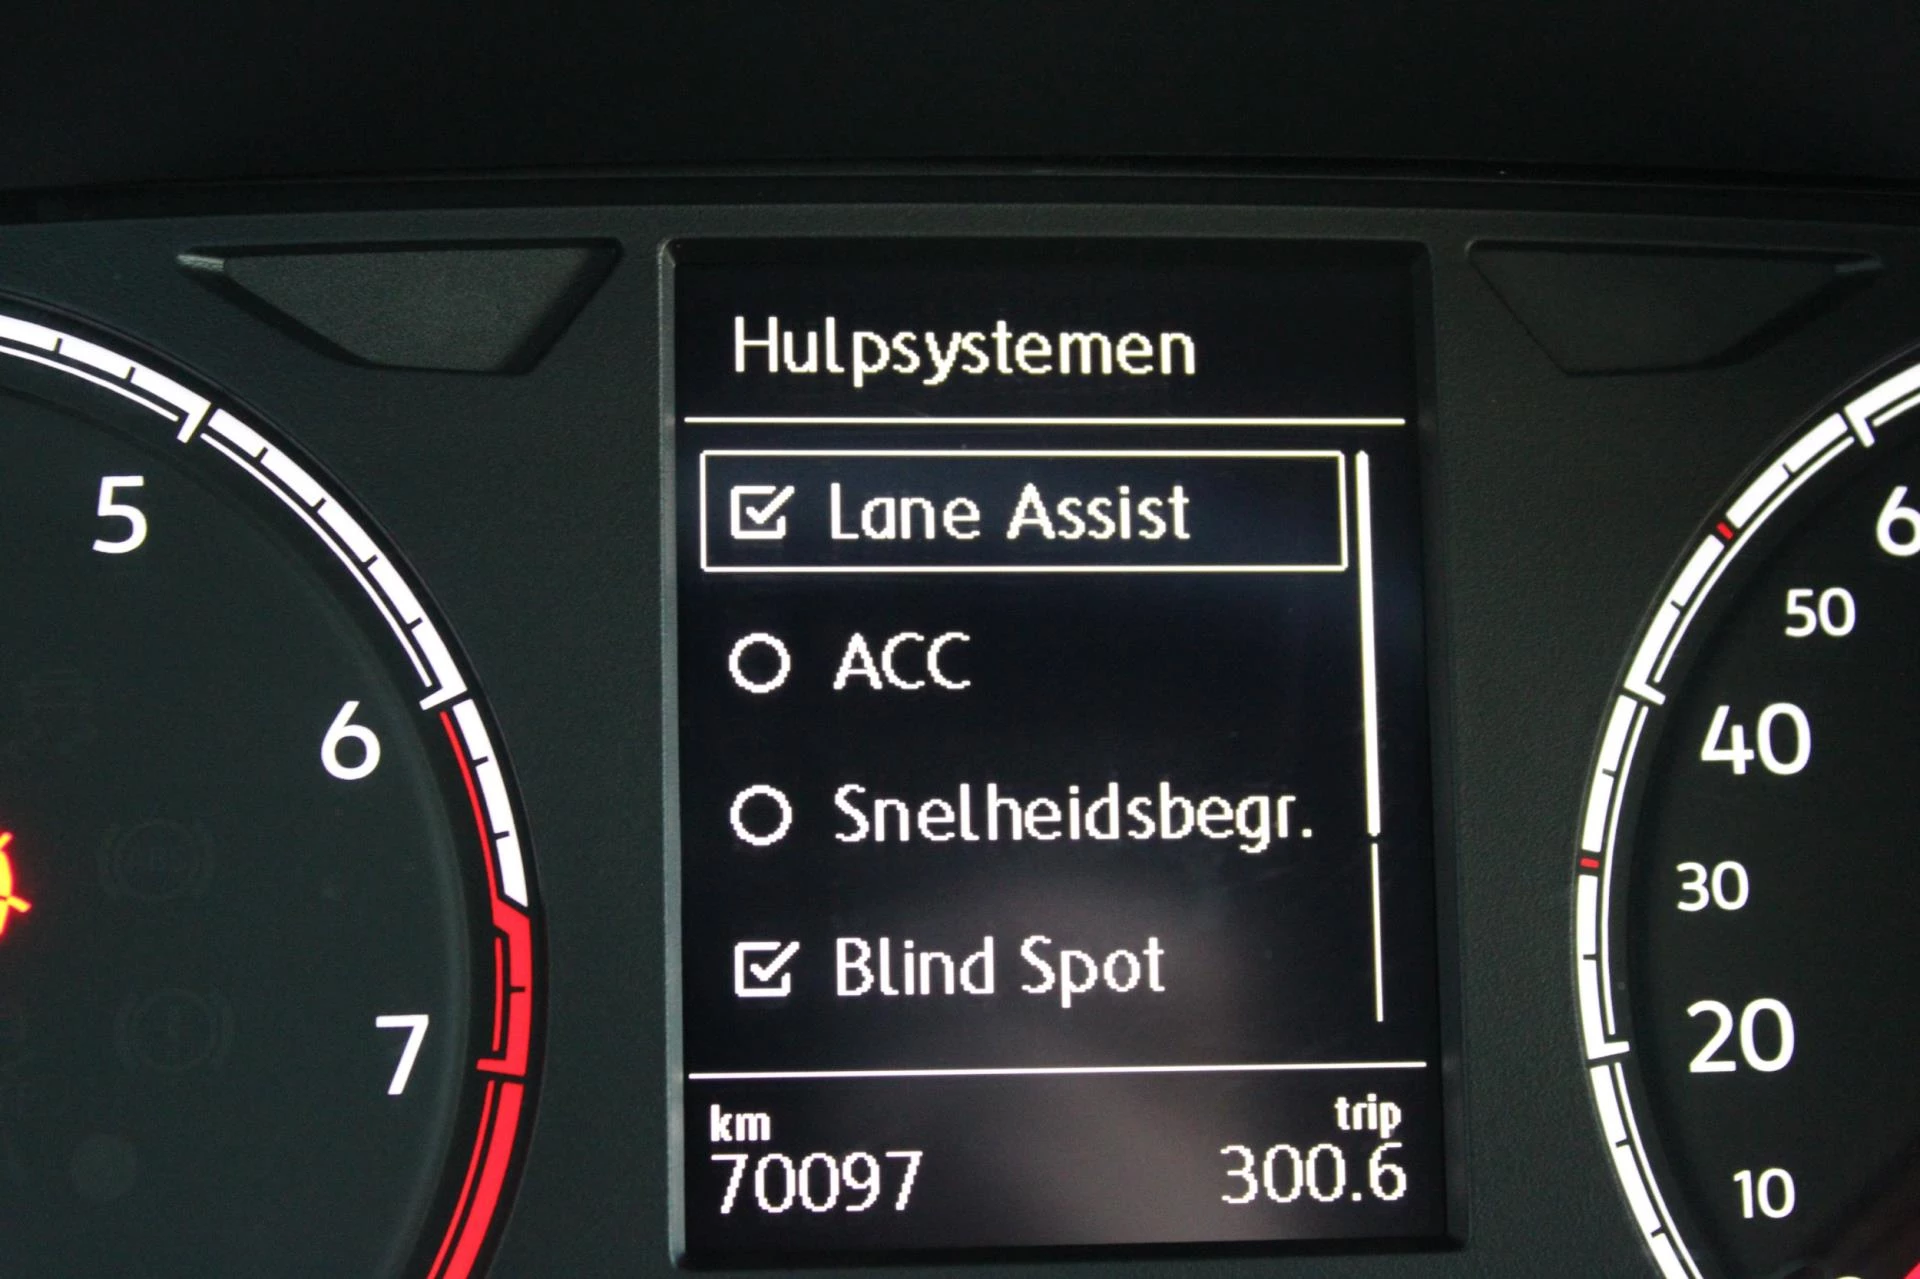 Hulpsystemen
Lane Assist
ACC
Snelheidsbegr.
Blind Spot
km
trip
70097
300.6
5
6
7
6
50
40
30
20
10